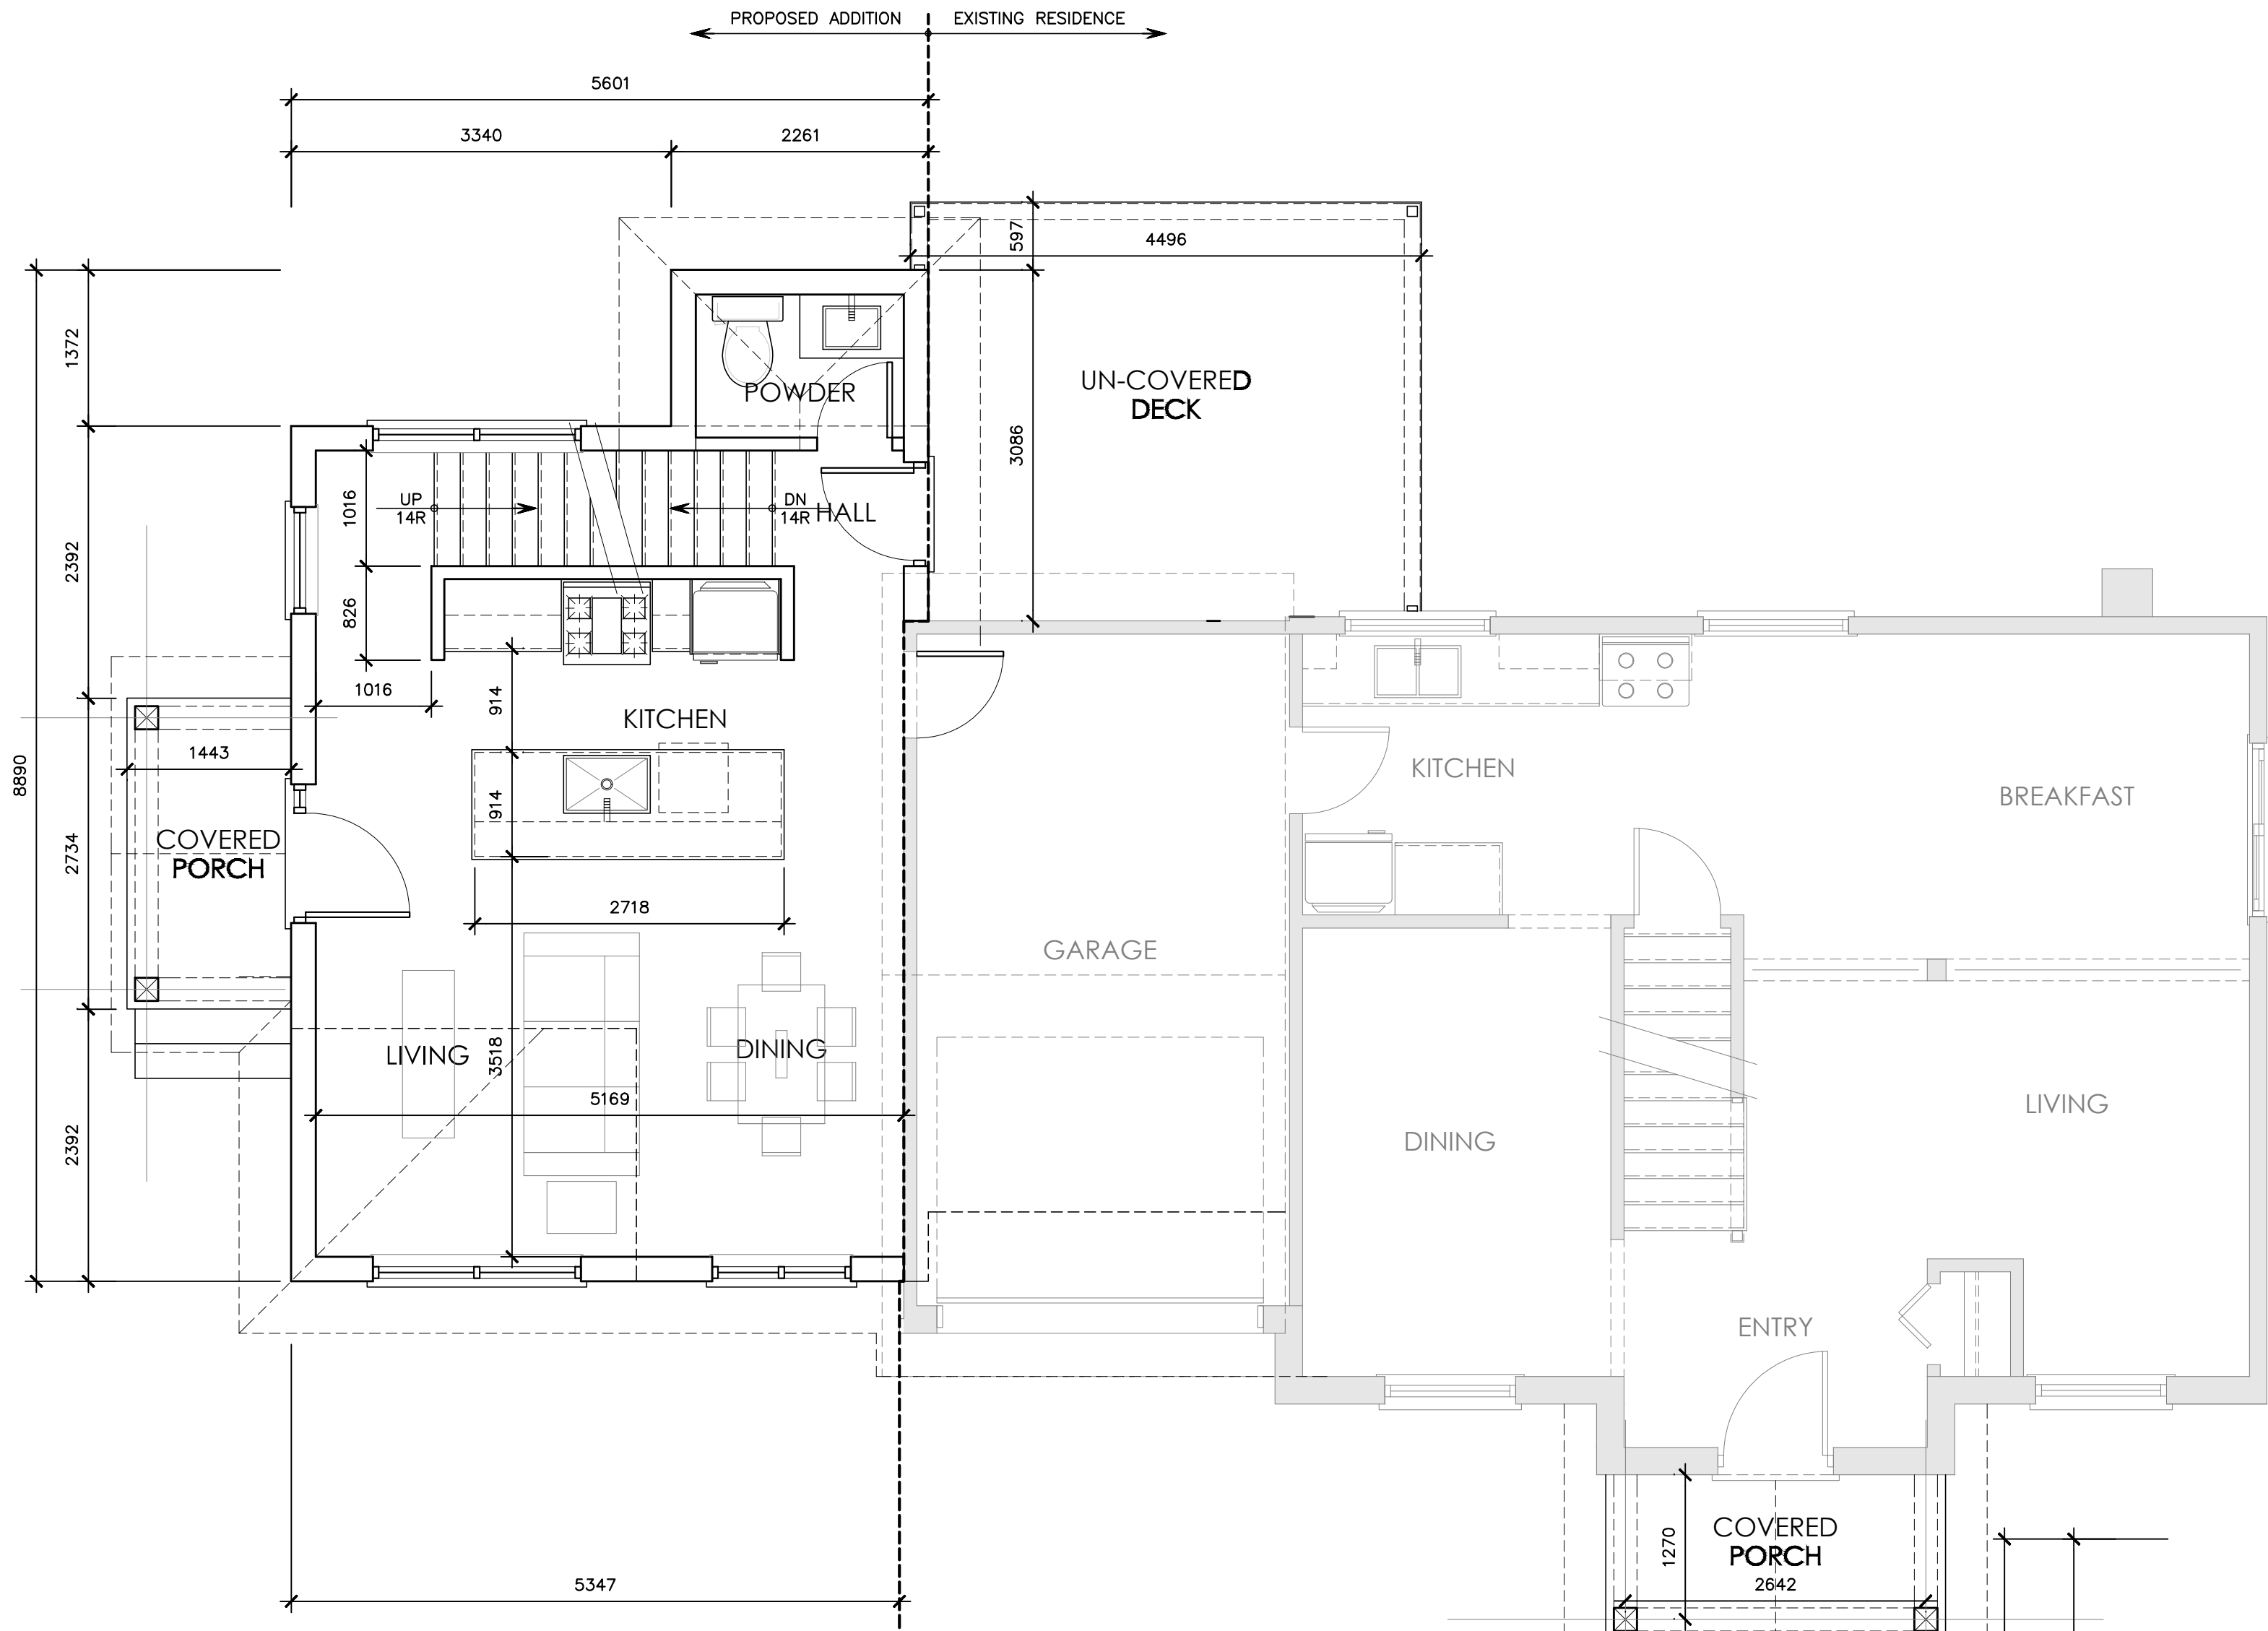 PROPOSED ADDITION
EXISTING RESIDENCE
5601
3340
2261
597
4496
1372
POWDER
UN-COVERED
DECK
3086
1016
UP
14R
DN
14R
HALL
2392
826
1016
914
KITCHEN
1443
8890
914
KITCHEN
BREAKFAST
COVERED
PORCH
2734
2718
GARAGE
LIVING
3518
DINING
5169
2392
DINING
LIVING
ENTRY
5347
1270
COVERED
PORCH
2642